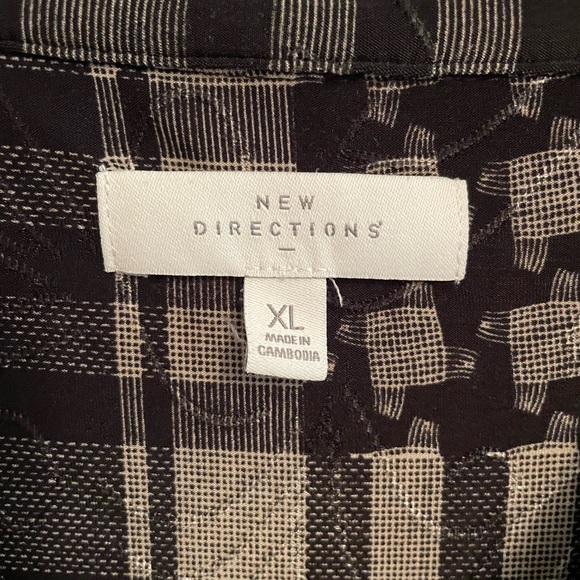 NEW
DIRECTIONS
XL
MADE IN
CAMBODIA